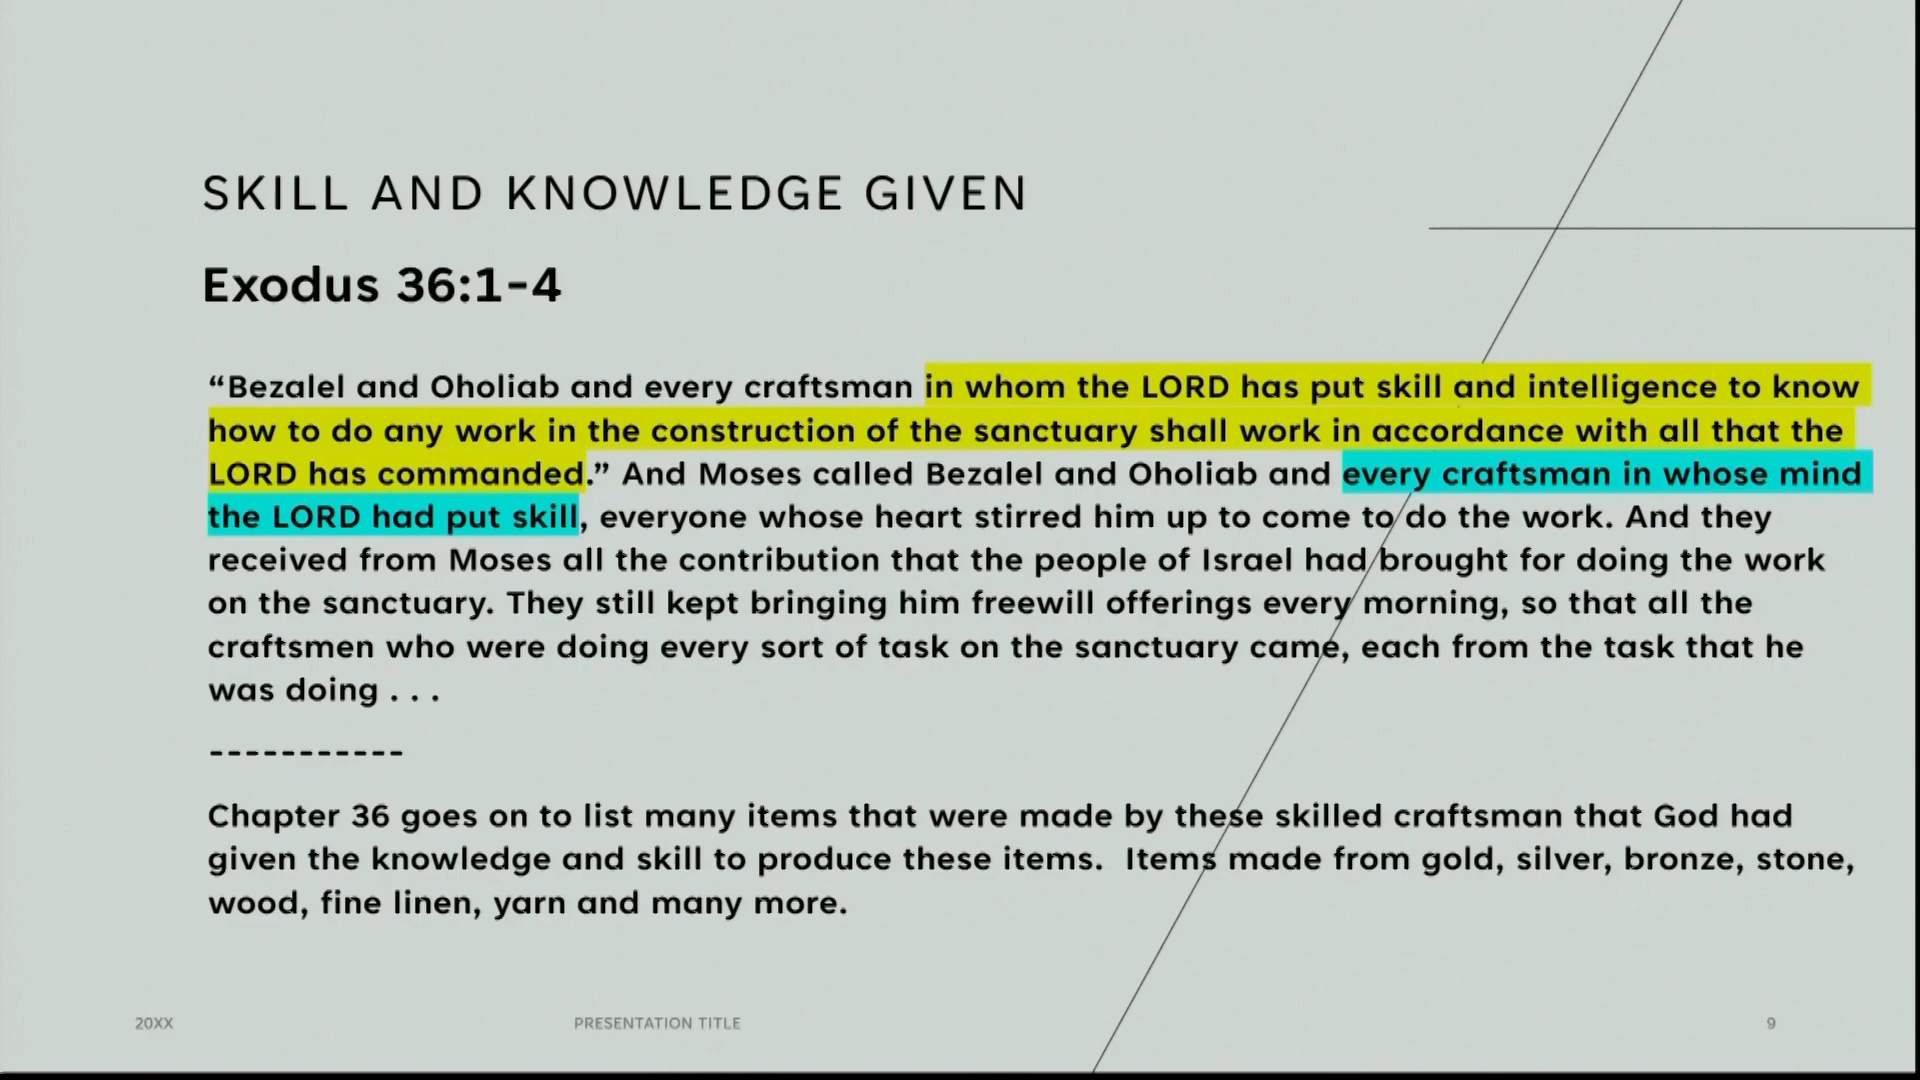 SKILL AND KNOWLEDGE GIVEN
Exodus 36:1-4
“Bezalel and Oholiab and every craftsman in whom the LORD has put skill and intelligence to know
how to do any work in the construction of the sanctuary shall work in accordance with all that the
LORD has commanded.” And Moses called Bezalel and Oholiab and every craftsman in whose mind
the LORD had put skill, everyone whose heart stirred him up to come to do the work. And they
received from Moses all the contribution that the people of Israel had brought for doing the work
on the sanctuary. They still kept bringing him freewill offerings every morning, so that all the
craftsmen who were doing every sort of task on the sanctuary came, each from the task that he
was doing . . .
-----------
Chapter 36 goes on to list many items that were made by these skilled craftsman that God had
given the knowledge and skill to produce these items.  Items made from gold, silver, bronze, stone,
wood, fine linen, yarn and many more.
20XX
PRESENTATION TITLE
9